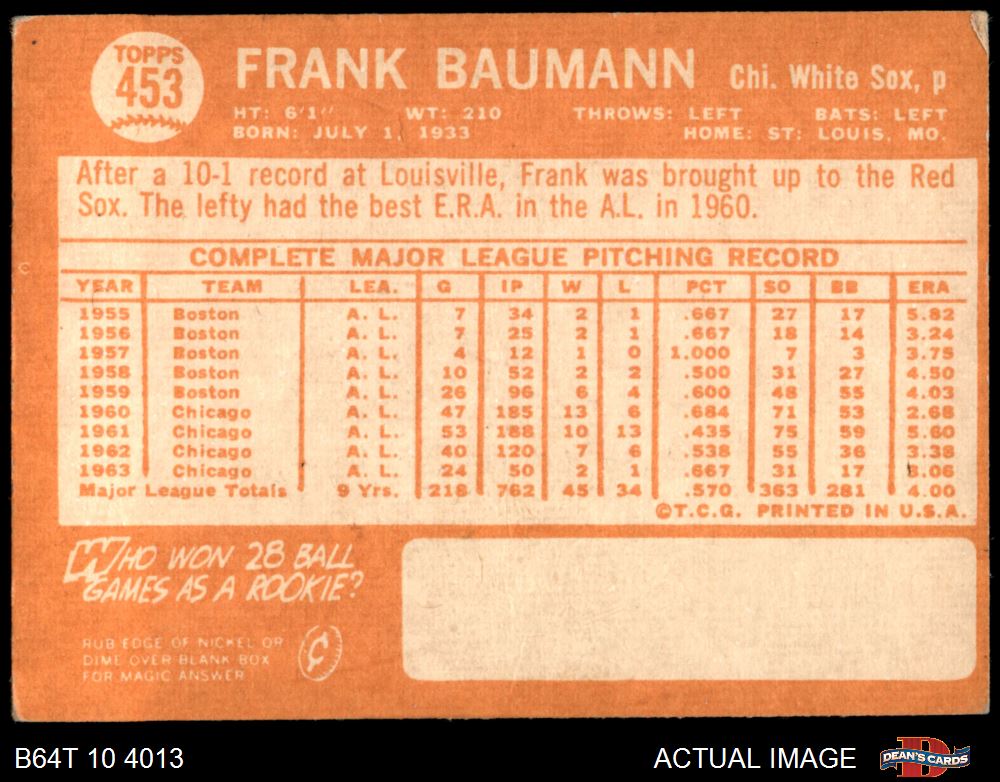 TOPPS
453
FRANK BAUMANN Chi. White Sox, p
HT: 6'1" WT: 210 THROWS: LEFT BATS: LEFT
BORN: JULY 1, 1933 HOME: ST. LOUIS, MO.
After a 10-1 record at Louisville, Frank was brought up to the Red
Sox. The lefty had the best E.R.A. in the A.L. in 1960.
COMPLETE MAJOR LEAGUE PITCHING RECORD
YEAR TEAM LEA. G IP W L PCT SO BB ERA
1955 Boston A. L. 7 34 2 1 .667 27 17 5.82
1956 Boston A. L. 7 25 2 1 .667 18 14 3.24
1957 Boston A. L. 4 12 1 0 1.000 7 3 3.75
1958 Boston A. L. 10 52 2 2 .500 31 27 4.50
1959 Boston A. L. 26 96 6 4 .600 48 55 4.03
1960 Chicago A. L. 47 185 13 6 .684 71 53 2.68
1961 Chicago A. L. 53 188 10 13 .435 75 59 5.60
1962 Chicago A. L. 40 120 7 6 .538 55 36 3.38
1963 Chicago A. L. 24 50 2 1 .667 31 17
Major League Totals 9 Yrs. 218 762 45 34 .570 363 281 4.00
©T.C.G. PRINTED IN U.S.A.
WHO WON 28 BALL
GAMES AS A ROOKIE?
RUB EDGE OF NICKEL OR
DIME OVER BLANK BOX
FOR MAGIC ANSWER
¢
B64T 10 4013 ACTUAL IMAGE DEAN'S CARDS